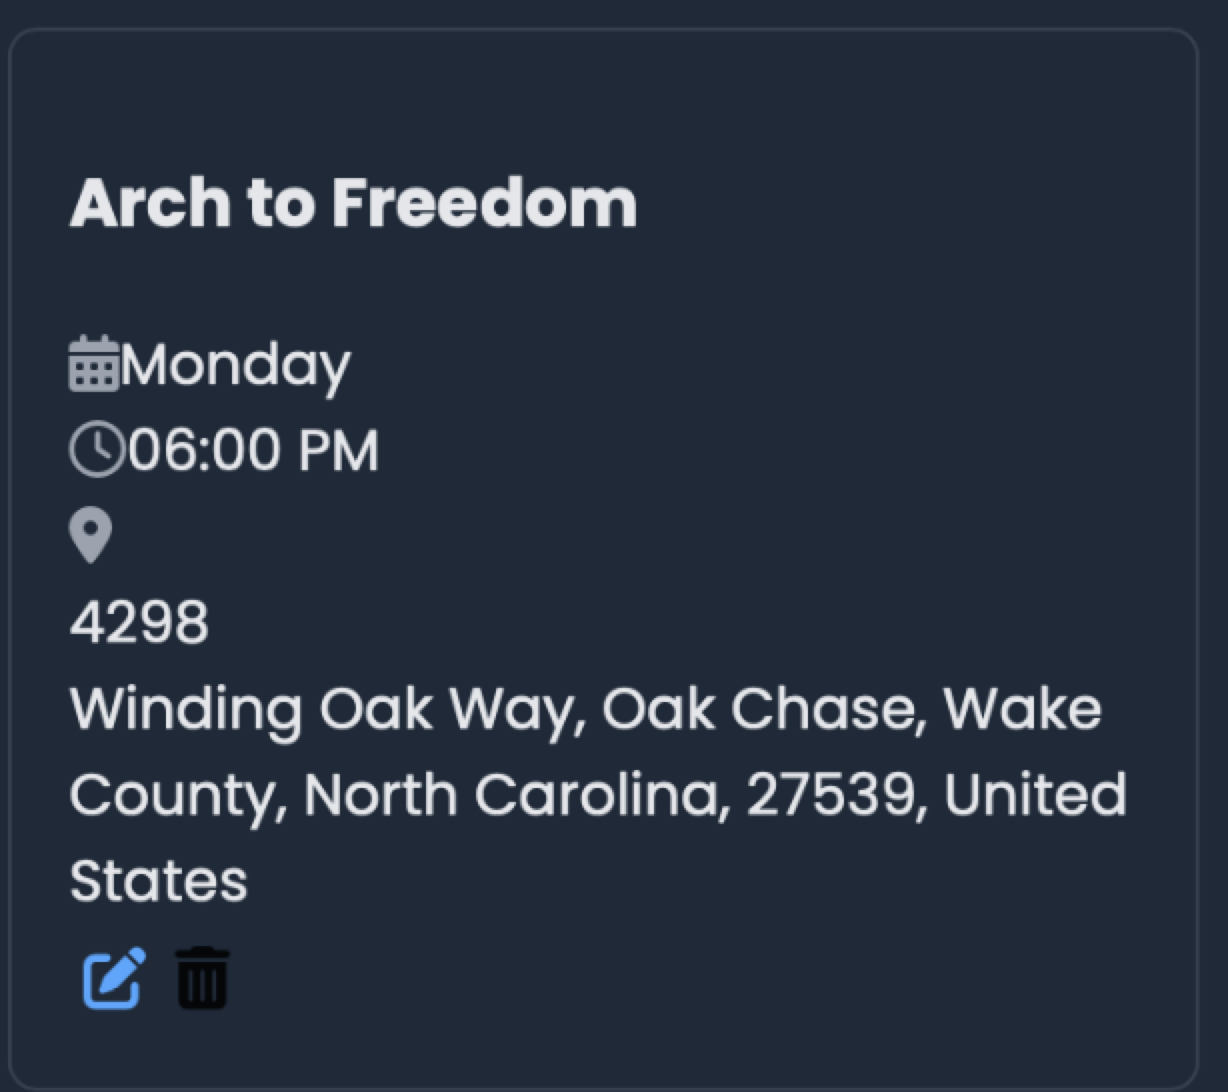 Arch to Freedom
Monday
06:00 PM
4298
Winding Oak Way, Oak Chase, Wake
County, North Carolina, 27539, United
States